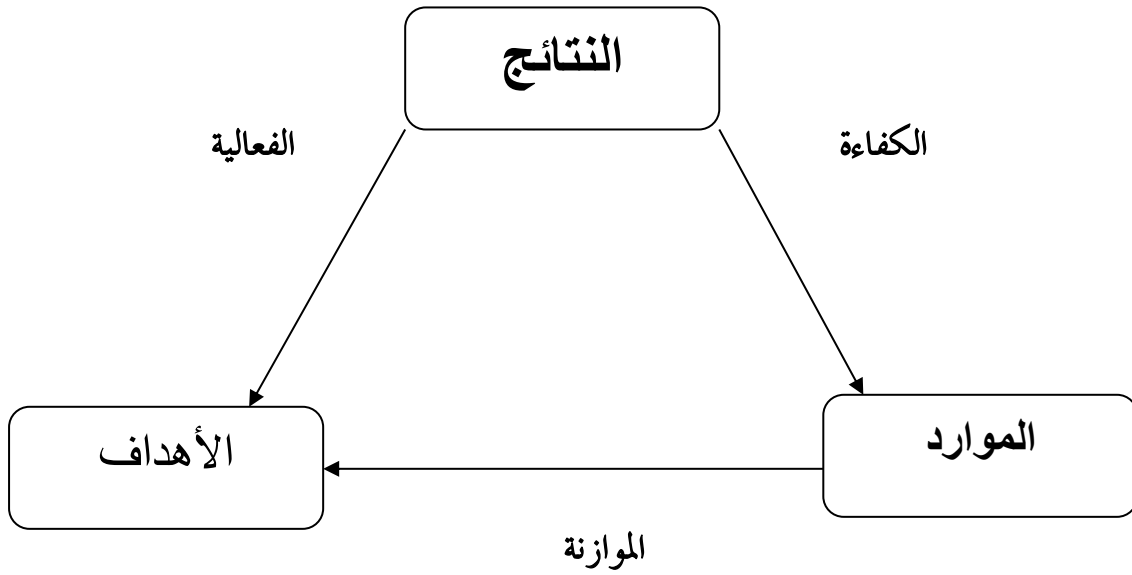 النتائج
الكفاءة
الفعالية
الموارد
الأهداف
الموازنة